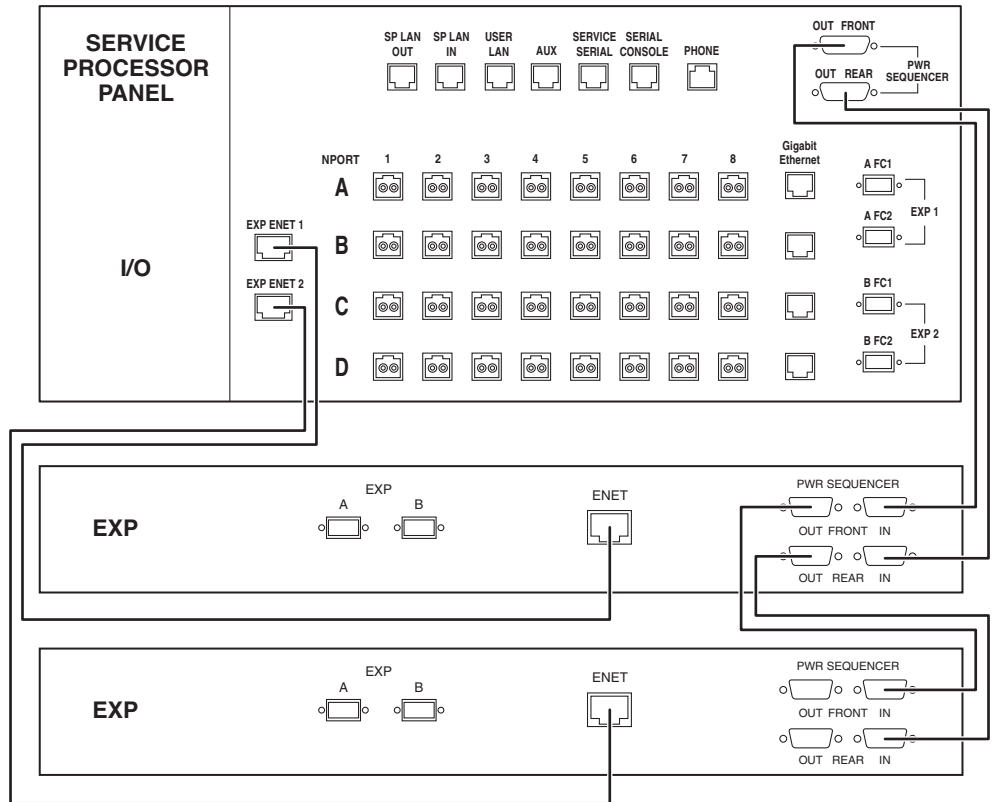 SERVICE
PROCESSOR
PANEL
SP LAN
OUT
SP LAN
IN
USER
LAN
AUX
SERVICE
SERIAL
SERIAL
CONSOLE
PHONE
OUT FRONT
OUT REAR
PWR
SEQUENCER
I/O
NPORT 1 2 3 4 5 6 7 8
Gigabit
Ethernet
A
B
C
D
EXP ENET 1
EXP ENET 2
A FC1
A FC2
EXP 1
B FC1
B FC2
EXP 2
EXP
EXP
A B
ENET
PWR SEQUENCER
OUT FRONT IN
OUT REAR IN
EXP
EXP
A B
ENET
PWR SEQUENCER
OUT FRONT IN
OUT REAR IN